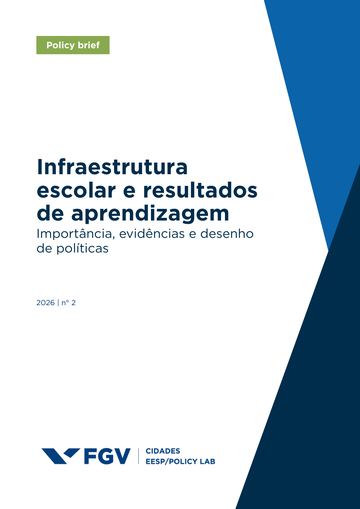 Policy brief
Infraestrutura
escolar e resultados
de aprendizagem
Importância, evidências e desenho
de políticas
2026 | nº 2
FGV
CIDADES
EESP/POLICY LAB